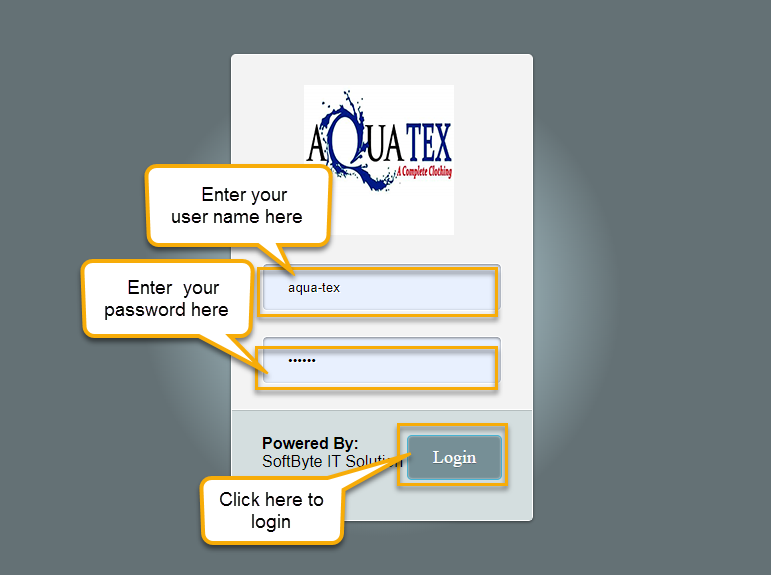 AQUATEX
A Complete Clothing
Enter your
user name here
aqua-tex
Enter your
password here
••••••
Powered By:
SoftByte IT Solution
Login
Click here to
login